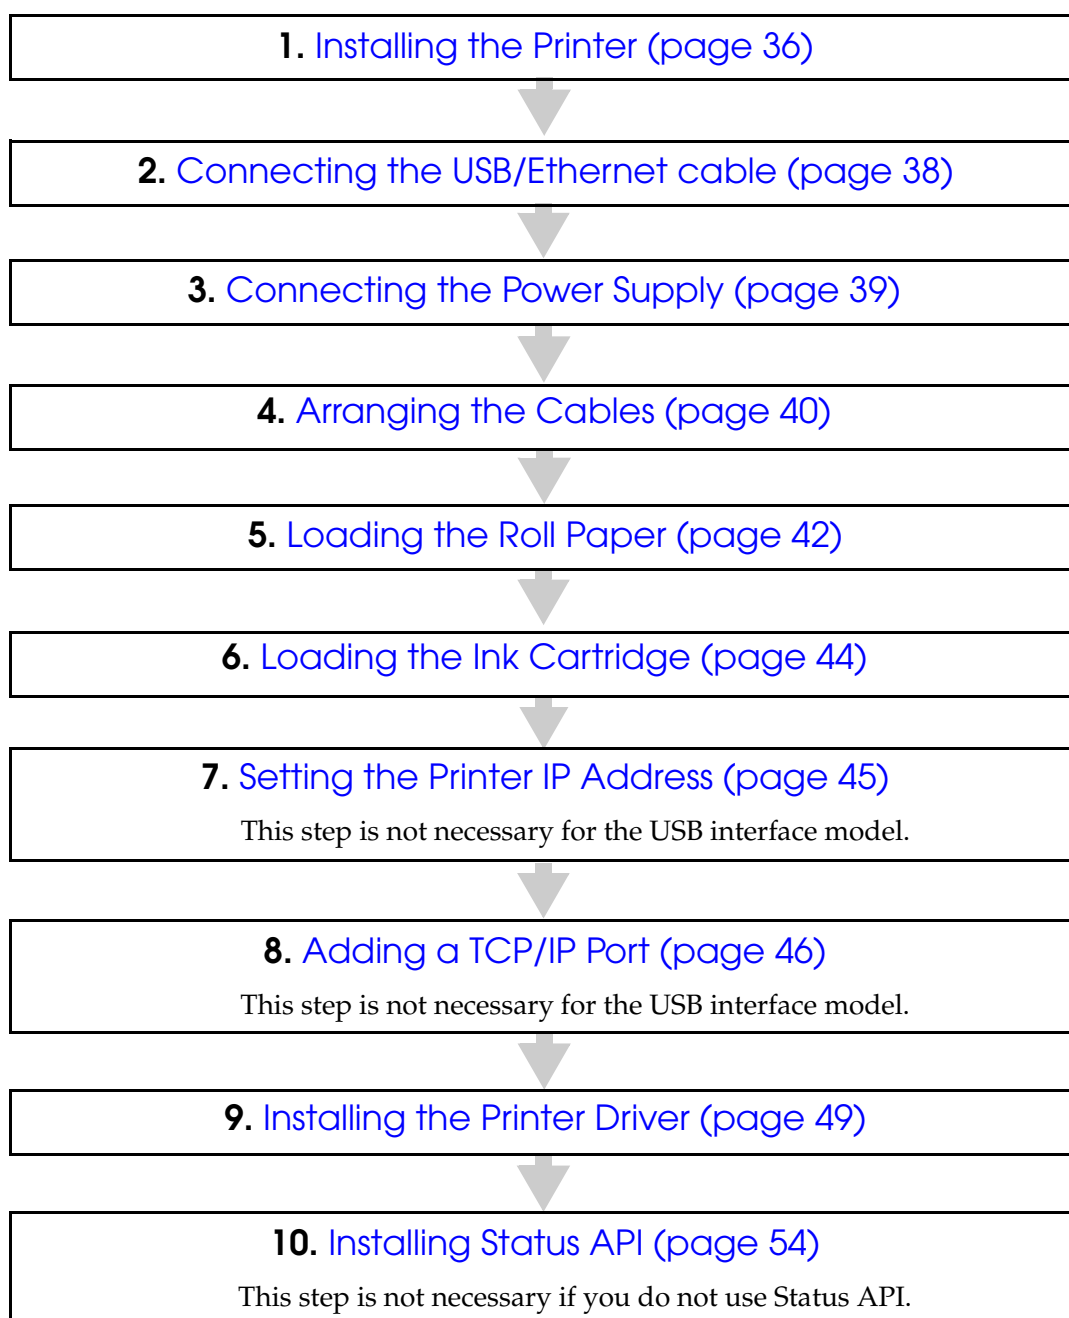 1. Installing the Printer (page 36)
2. Connecting the USB/Ethernet cable (page 38)
3. Connecting the Power Supply (page 39)
4. Arranging the Cables (page 40)
5. Loading the Roll Paper (page 42)
6. Loading the Ink Cartridge (page 44)
7. Setting the Printer IP Address (page 45)
This step is not necessary for the USB interface model.
8. Adding a TCP/IP Port (page 46)
This step is not necessary for the USB interface model.
9. Installing the Printer Driver (page 49)
10. Installing Status API (page 54)
This step is not necessary if you do not use Status API.